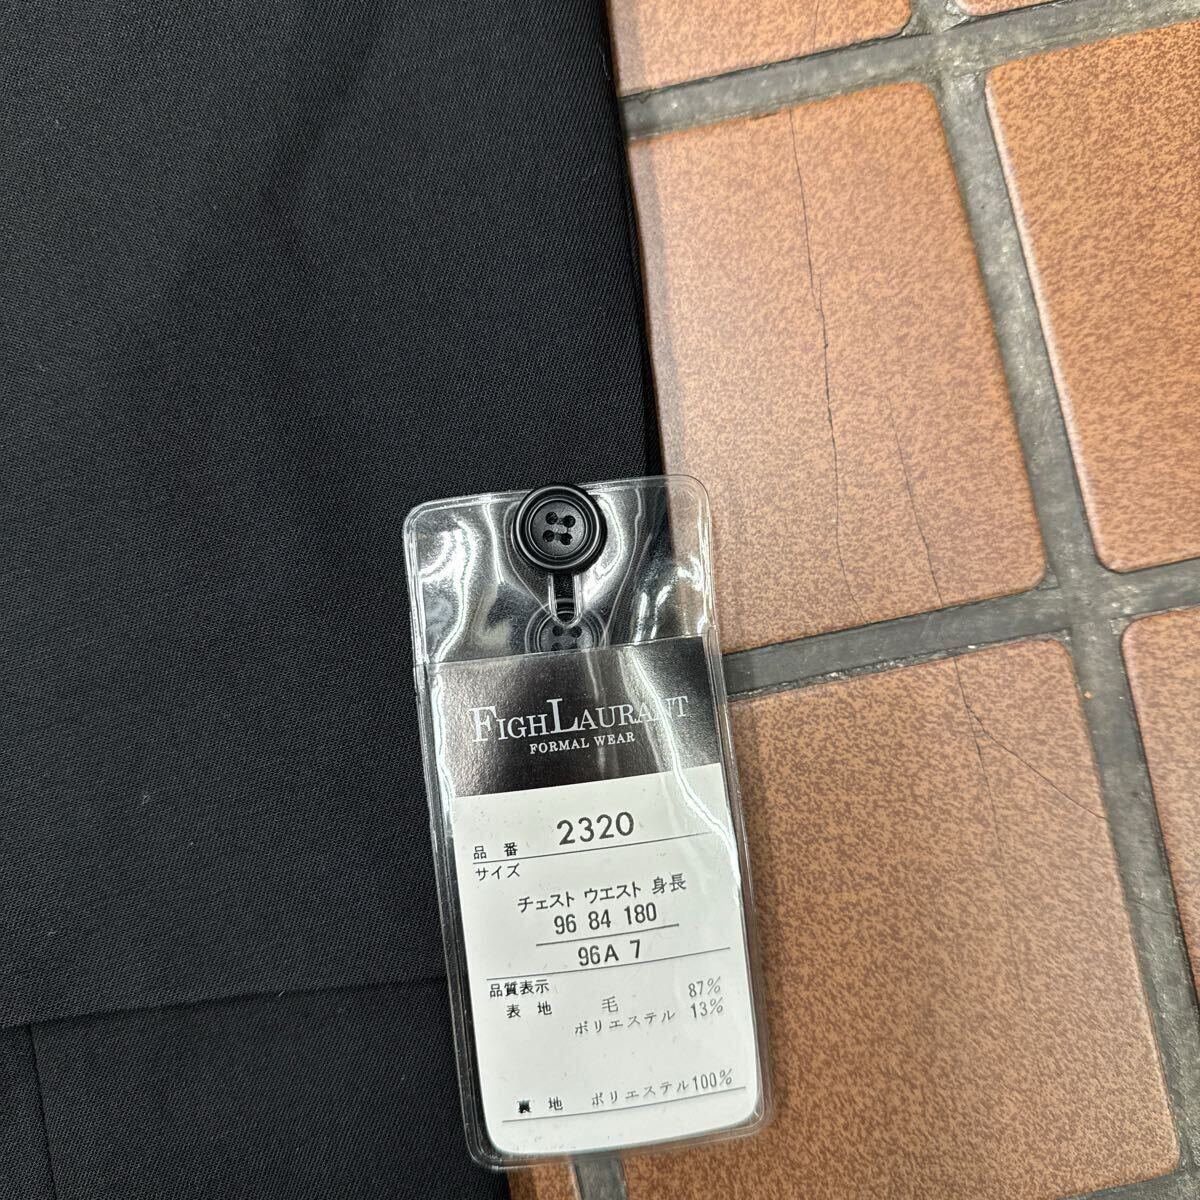 FIGHLAURANT
FORMAL WEAR
品番 2320
サイズ
チェスト ウエスト 身長
96 84 180
96A 7
品質表示
表地 毛 87%
ポリエステル 13%
裏地 ポリエステル100%